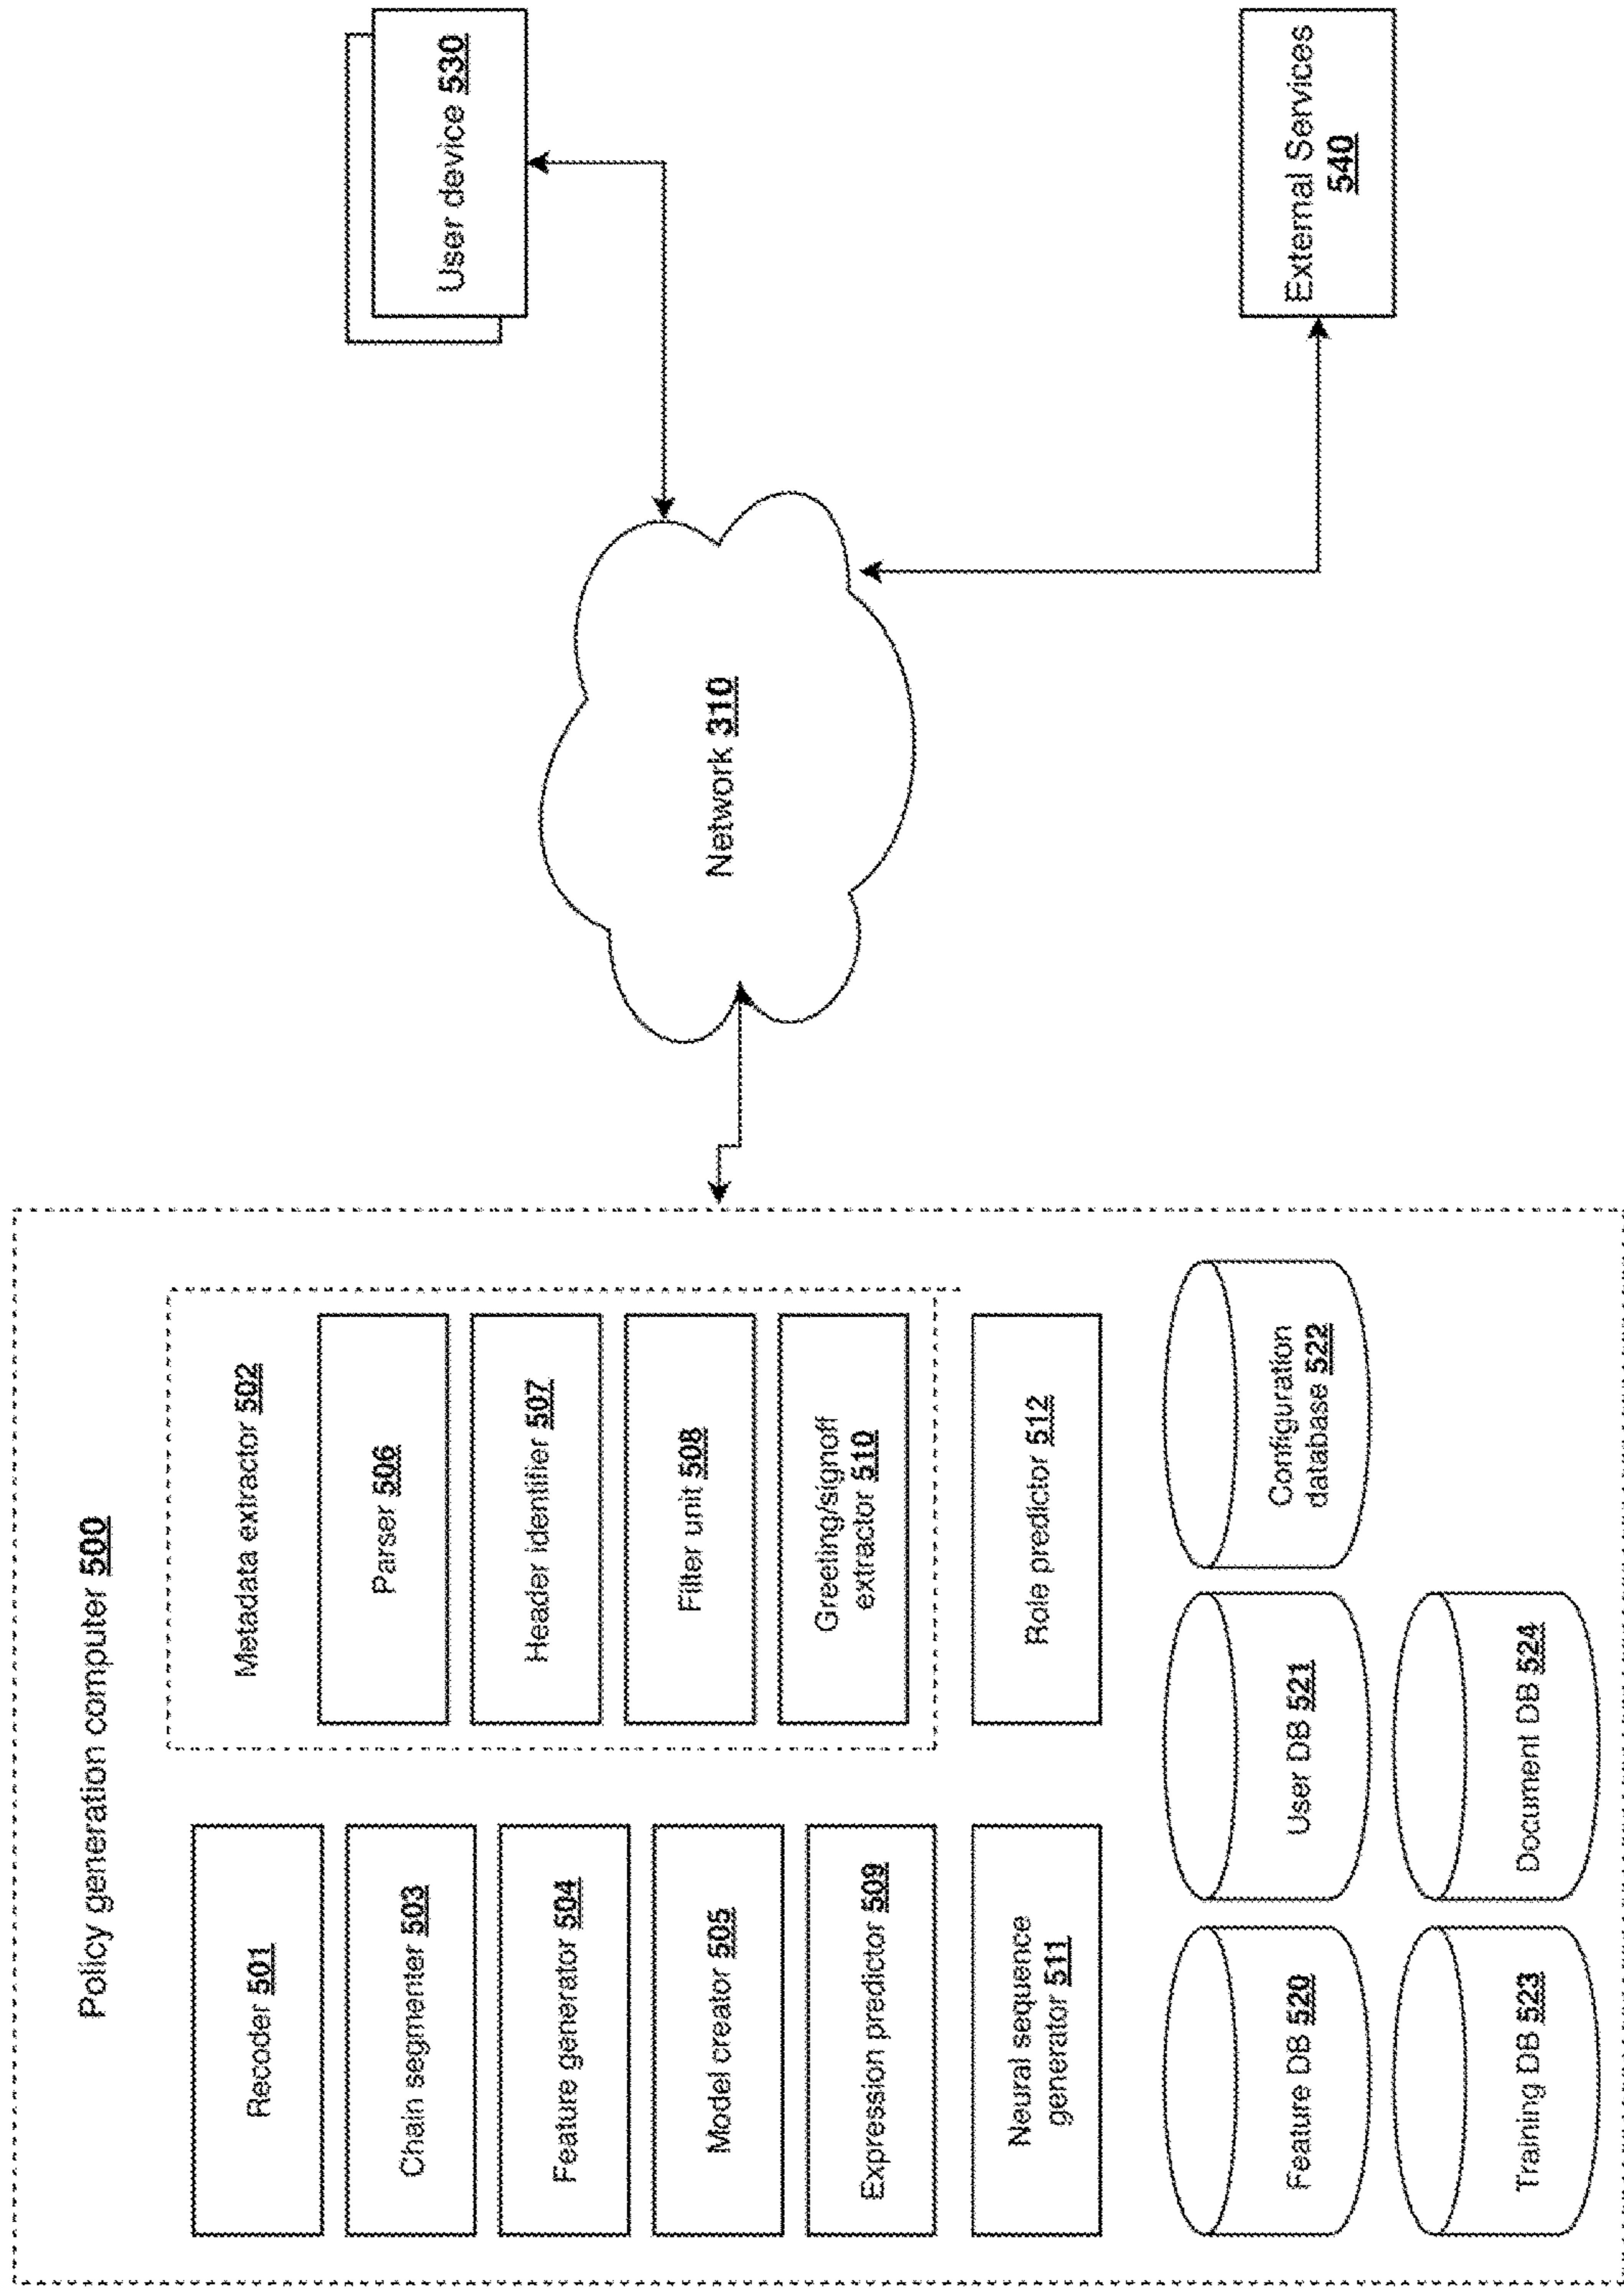 Policy generation computer 500
Recoder 501
Chain segmenter 503
Feature generator 504
Model creator 505
Expression predictor 509
Neural sequence
generator 511
Metadata extractor 502
Parser 506
Header identifier 507
Filter unit 508
Greeting/signoff
extractor 510
Role predictor 512
Feature DB 520
User DB 521
Configuration
database 522
Training DB 523
Document DB 524
Network 310
User device 530
External Services
540